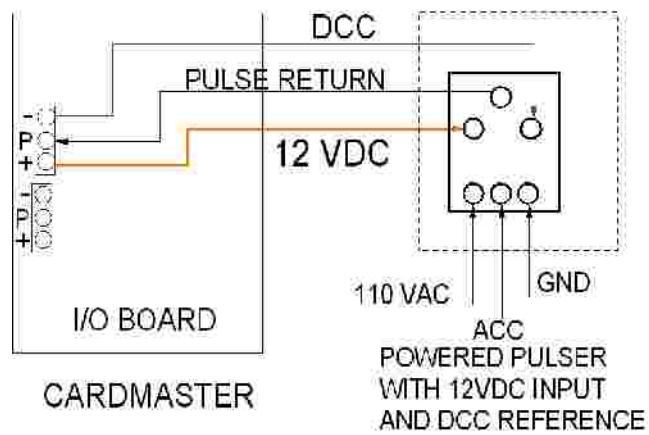 DCC
PULSE RETURN
-
P
+
12 VDC
-
P
+
110 VAC
GND
I/O BOARD
ACC
POWERED PULSER
WITH 12VDC INPUT
AND DCC REFERENCE
CARDMASTER